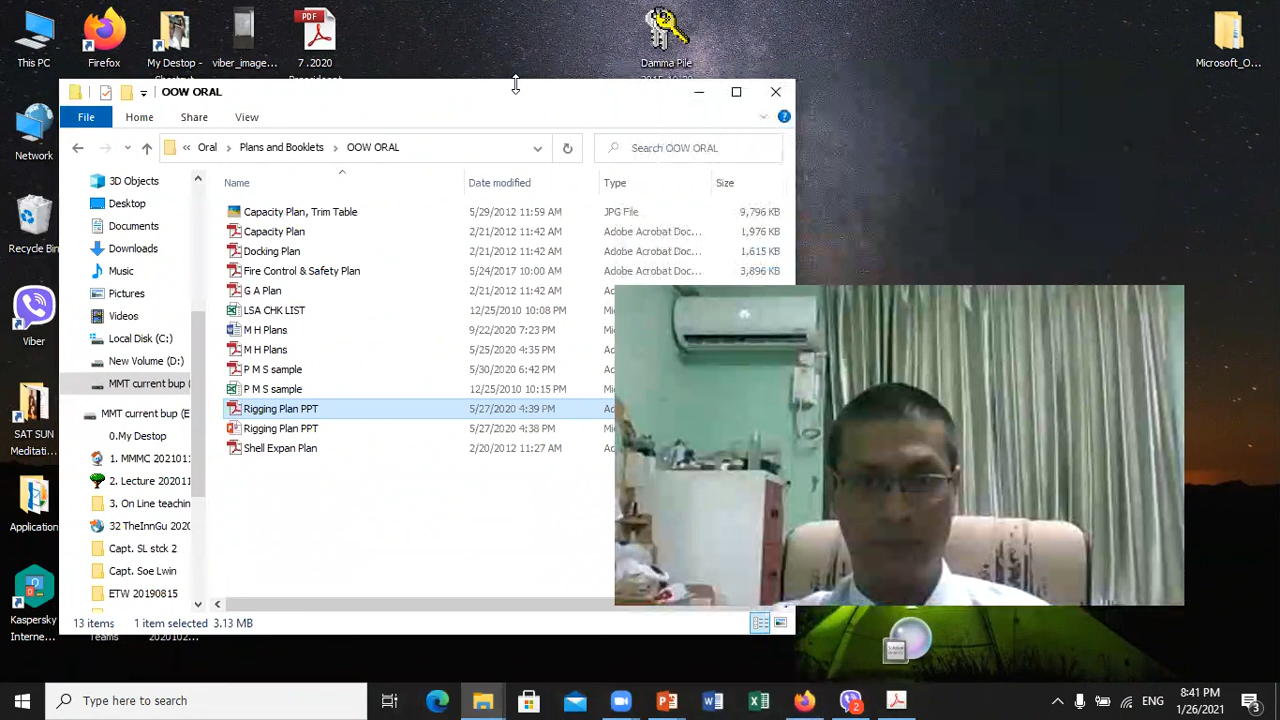 This PC
Firefox
My Destop -
viber_image...
PDF
7 .2020
Damma Pile
Microsoft_O...
OOW ORAL
File
Home
Share
View
Oral
Plans and Booklets
OOW ORAL
Search OOW ORAL
Network
Recycle Bin
Viber
SAT SUN
Meditati...
Application
Kaspersky
Interne...
Teams
3D Objects
Desktop
Documents
Downloads
Music
Pictures
Videos
Local Disk (C:)
New Volume (D:)
MMT current bup (
MMT current bup (E
0.My Destop
1. MMMC 2021011
2. Lecture 202011
3. On Line teachin
32 TheInnGu 2020
Capt. SL stck 2
Capt. Soe Lwin
ETW 20190815
Name
Date modified
Type
Size
Capacity Plan, Trim Table 5/29/2012 11:59 AM JPG File 9,796 KB
Capacity Plan 2/21/2012 11:42 AM Adobe Acrobat Doc... 1,976 KB
Docking Plan 2/21/2012 11:42 AM Adobe Acrobat Doc... 1,615 KB
Fire Control & Safety Plan 5/24/2017 10:00 AM Adobe Acrobat Doc... 3,896 KB
G A Plan 2/21/2012 11:42 AM
LSA CHK LIST 12/25/2010 10:08 PM
M H Plans 9/22/2020 7:23 PM
M H Plans 5/25/2020 4:35 PM
P M S sample 5/30/2020 6:42 PM
P M S sample 12/25/2010 10:15 PM
Rigging Plan PPT 5/27/2020 4:39 PM
Rigging Plan PPT 5/27/2020 4:38 PM
Shell Expan Plan 2/20/2012 11:27 AM
13 items
1 item selected 3.13 MB
Type here to search
2
ENG
8:41 PM
1/26/2021
3